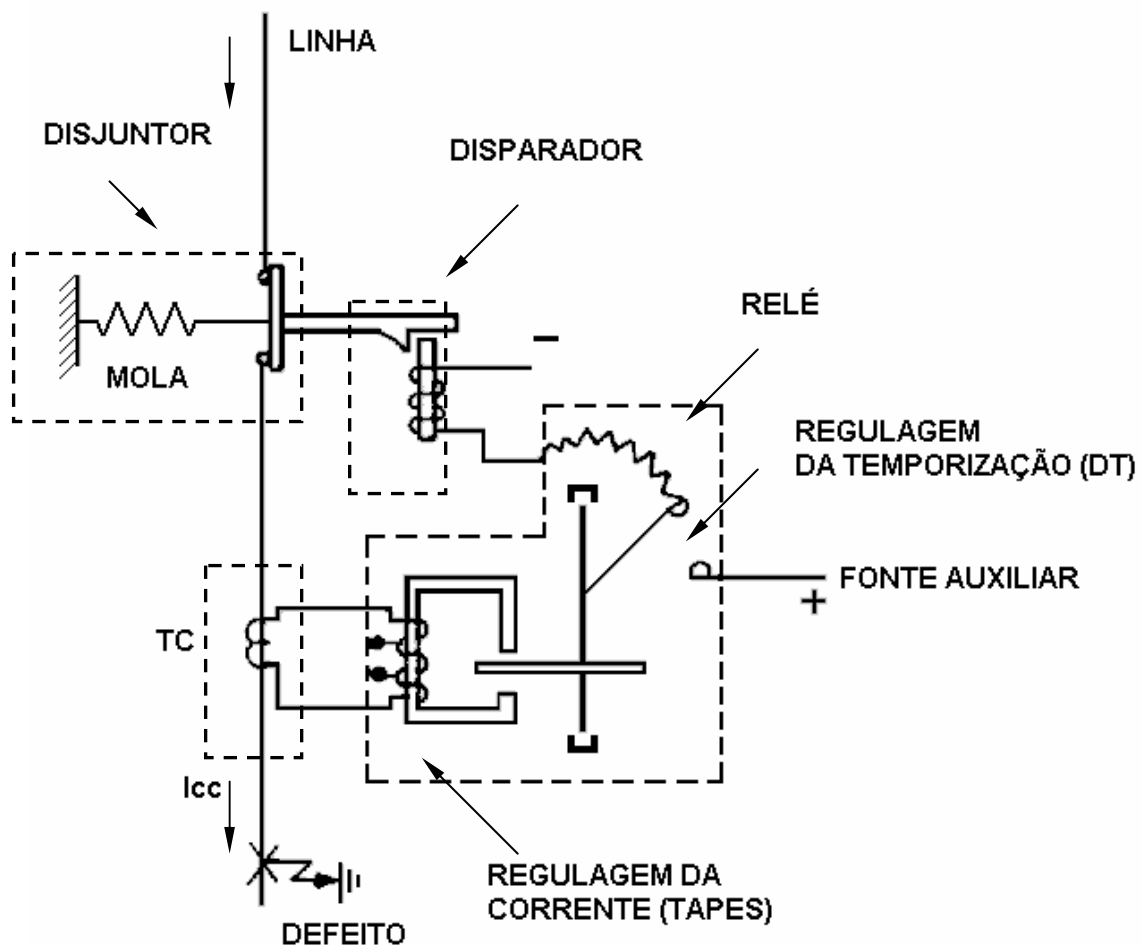 LINHA
DISJUNTOR
DISPARADOR
RELÉ
MOLA
–
REGULAGEM
DA TEMPORIZAÇÃO (DT)
FONTE AUXILIAR
+
TC
Icc
REGULAGEM DA
CORRENTE (TAPES)
DEFEITO